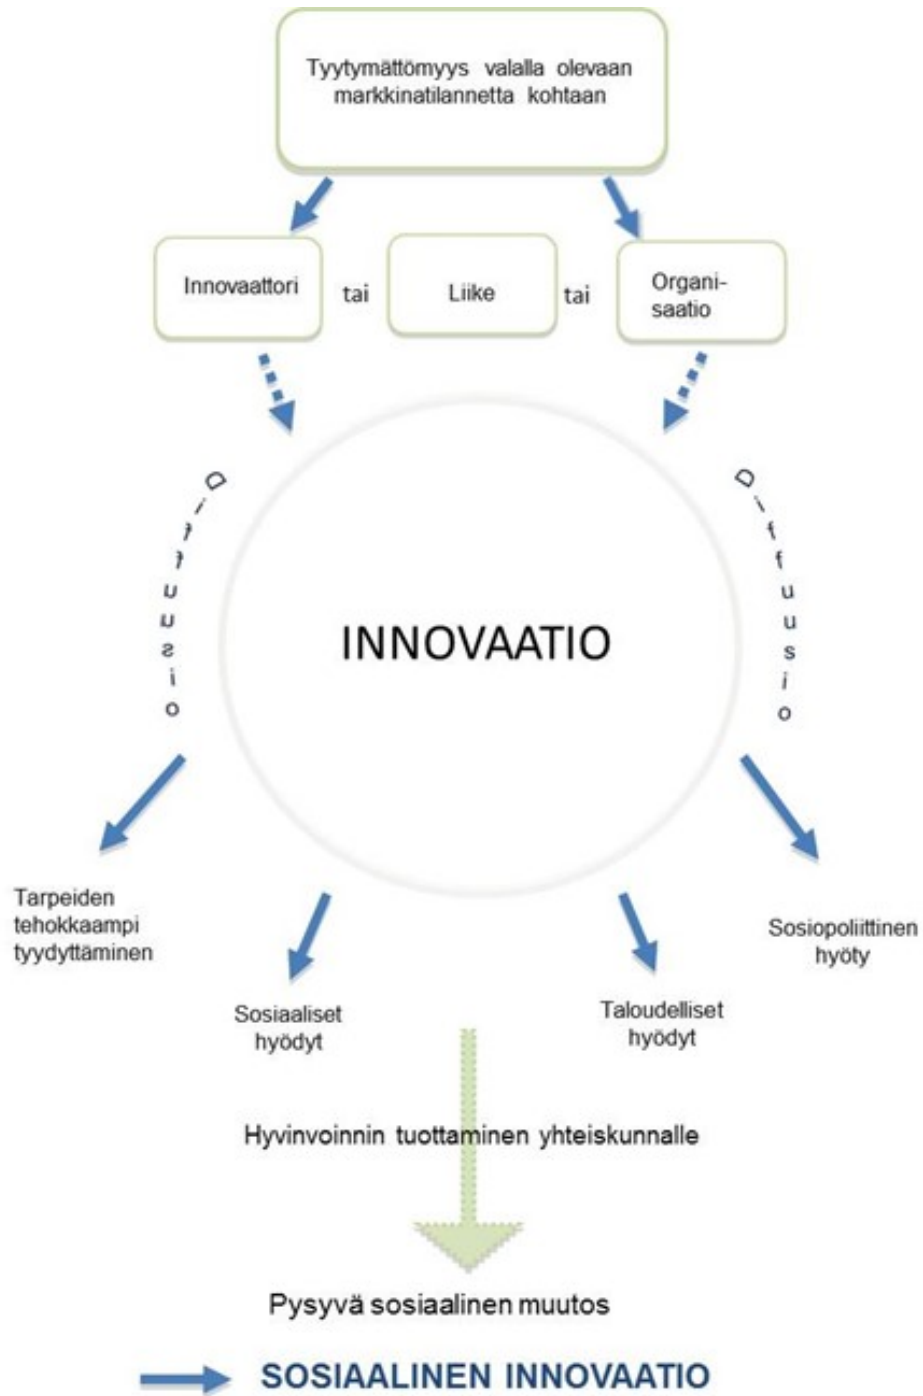 Tyytymättömyys valalla olevaan
markkinatilannetta kohtaan
Innovaattori
tai
Liike
tai
Organi-
saatio
Diffuusio
Diffuusio
INNOVAATIO
Tarpeiden
tehokkaampi
tyydyttäminen
Sosiopoliittinen
hyöty
Sosiaaliset
hyödyt
Taloudelliset
hyödyt
Hyvinvoinnin tuottaminen yhteiskunnalle
Pysyvä sosiaalinen muutos
SOSIAALINEN INNOVAATIO